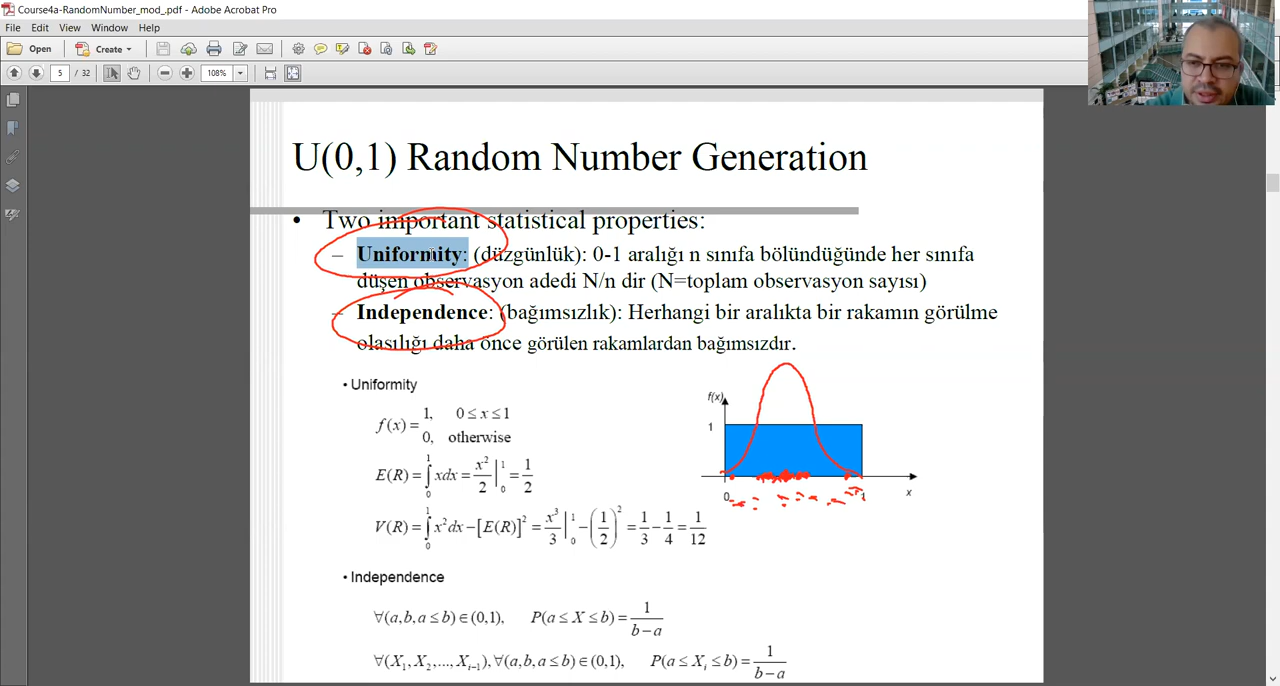 Course4a-RandomNumber_mod_.pdf - Adobe Acrobat Pro
File Edit View Window Help
Open Create
5 / 32 108%
U(0,1) Random Number Generation
• Two important statistical properties:
– Uniformity: (düzgünlük): 0-1 aralığı n sınıfa bölündüğünde her sınıfa
düşen observasyon adedi N/n dir (N=toplam observasyon sayısı)
– Independence: (bağımsızlık): Herhangi bir aralıkta bir rakamın görülme
olasılığı daha önce görülen rakamlardan bağımsızdır.
• Uniformity
f(x) = 1, 0 ≤ x ≤ 1
0, otherwise
E(R) = ∫₀¹ xdx = x²/2 |₀¹ = 1/2
V(R) = ∫₀¹ x²dx − [E(R)]² = x³/3 |₀¹ − (1/2)² = 1/3 − 1/4 = 1/12
f(x)
1
0 1 x
• Independence
∀(a,b,a ≤ b) ∈ (0,1), P(a ≤ X ≤ b) = 1/(b−a)
∀(X₁, X₂, ..., Xᵢ₋₁), ∀(a,b,a ≤ b) ∈ (0,1), P(a ≤ Xᵢ ≤ b) = 1/(b−a)